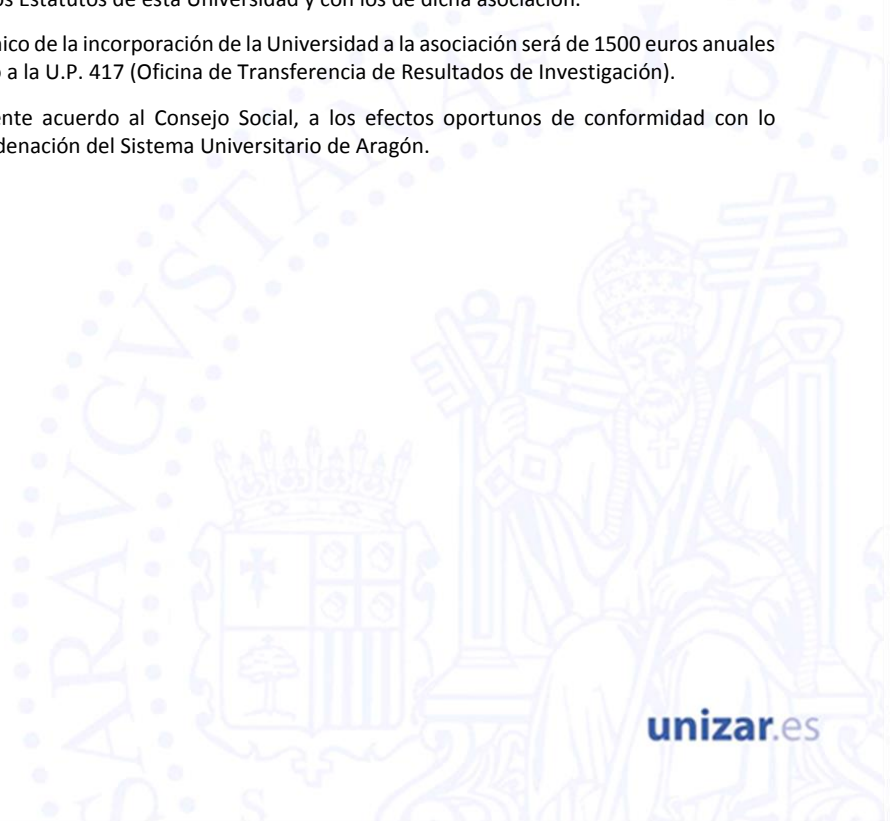 os Estatutos de esta Universidad y con los de dicha asociación.
nico de la incorporación de la Universidad a la asociación será de 1500 euros anuales
o a la U.P. 417 (Oficina de Transferencia de Resultados de Investigación).
ente acuerdo al Consejo Social, a los efectos oportunos de conformidad con lo
denación del Sistema Universitario de Aragón.
unizar.es